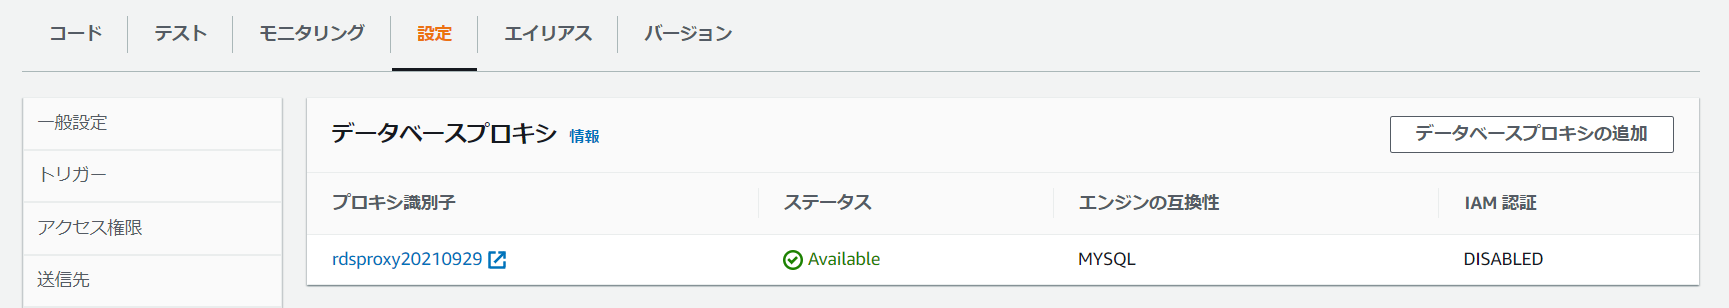 コード
テスト
モニタリング
設定
エイリアス
バージョン
一般設定
トリガー
アクセス権限
送信先
データベースプロキシ 情報
データベースプロキシの追加
プロキシ識別子
ステータス
エンジンの互換性
IAM 認証
rdsproxy20210929
Available
MYSQL
DISABLED